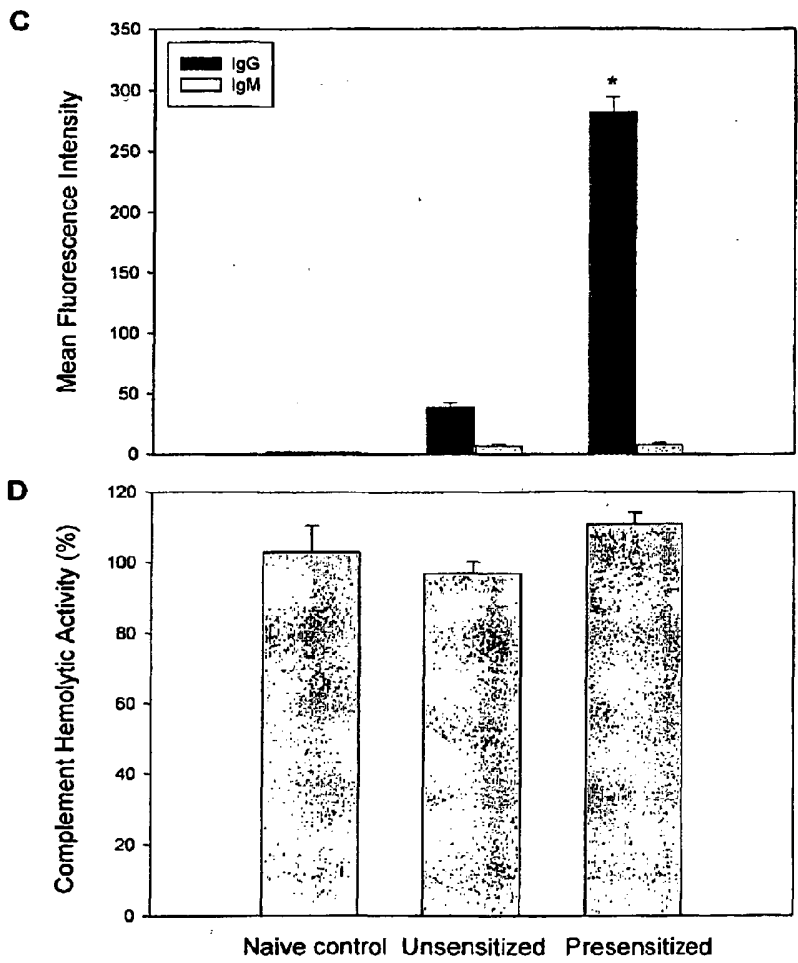 C
Mean Fluorescence Intensity
350
300
250
200
150
100
50
0
IgG
IgM
*
D
Complement Hemolytic Activity (%)
120
100
80
60
40
20
0
Naive control Unsensitized Presensitized